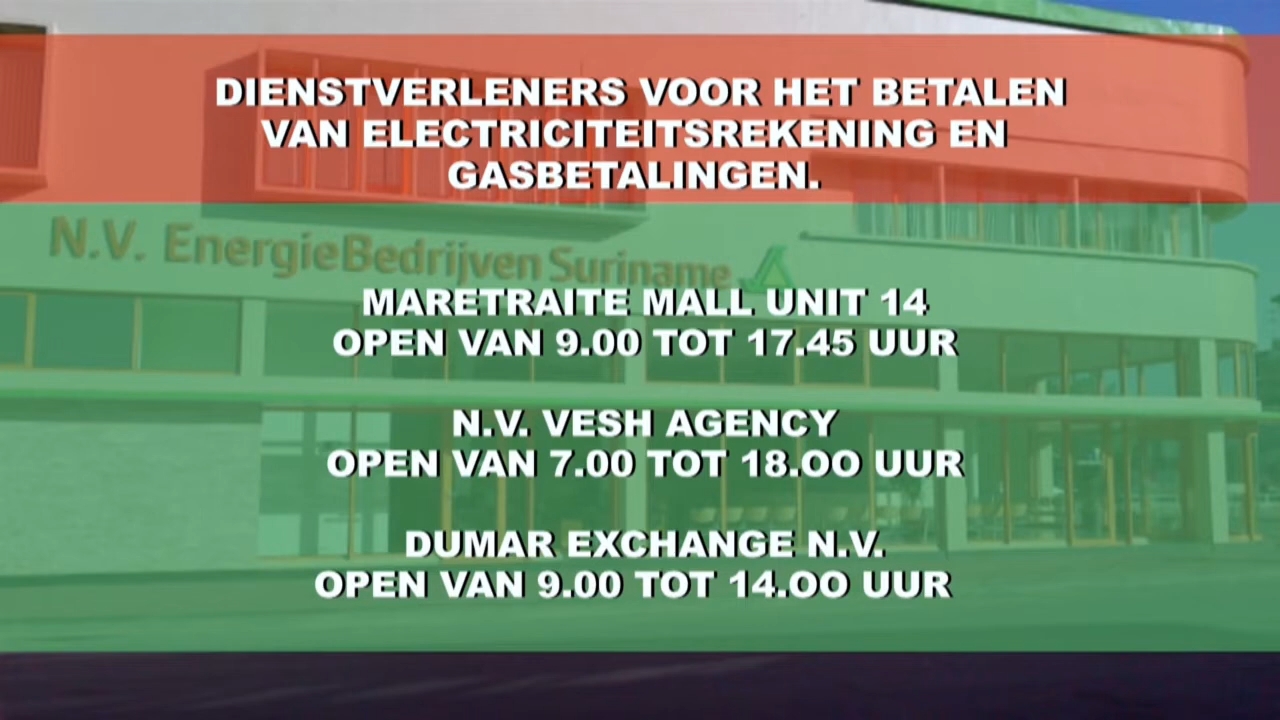 DIENSTVERLENERS VOOR HET BETALEN
VAN ELECTRICITEITSREKENING EN
GASBETALINGEN.
N.V. EnergieBedrijven Suriname
MARETRAITE MALL UNIT 14
OPEN VAN 9.00 TOT 17.45 UUR
N.V. VESH AGENCY
OPEN VAN 7.00 TOT 18.OO UUR
DUMAR EXCHANGE N.V.
OPEN VAN 9.00 TOT 14.OO UUR